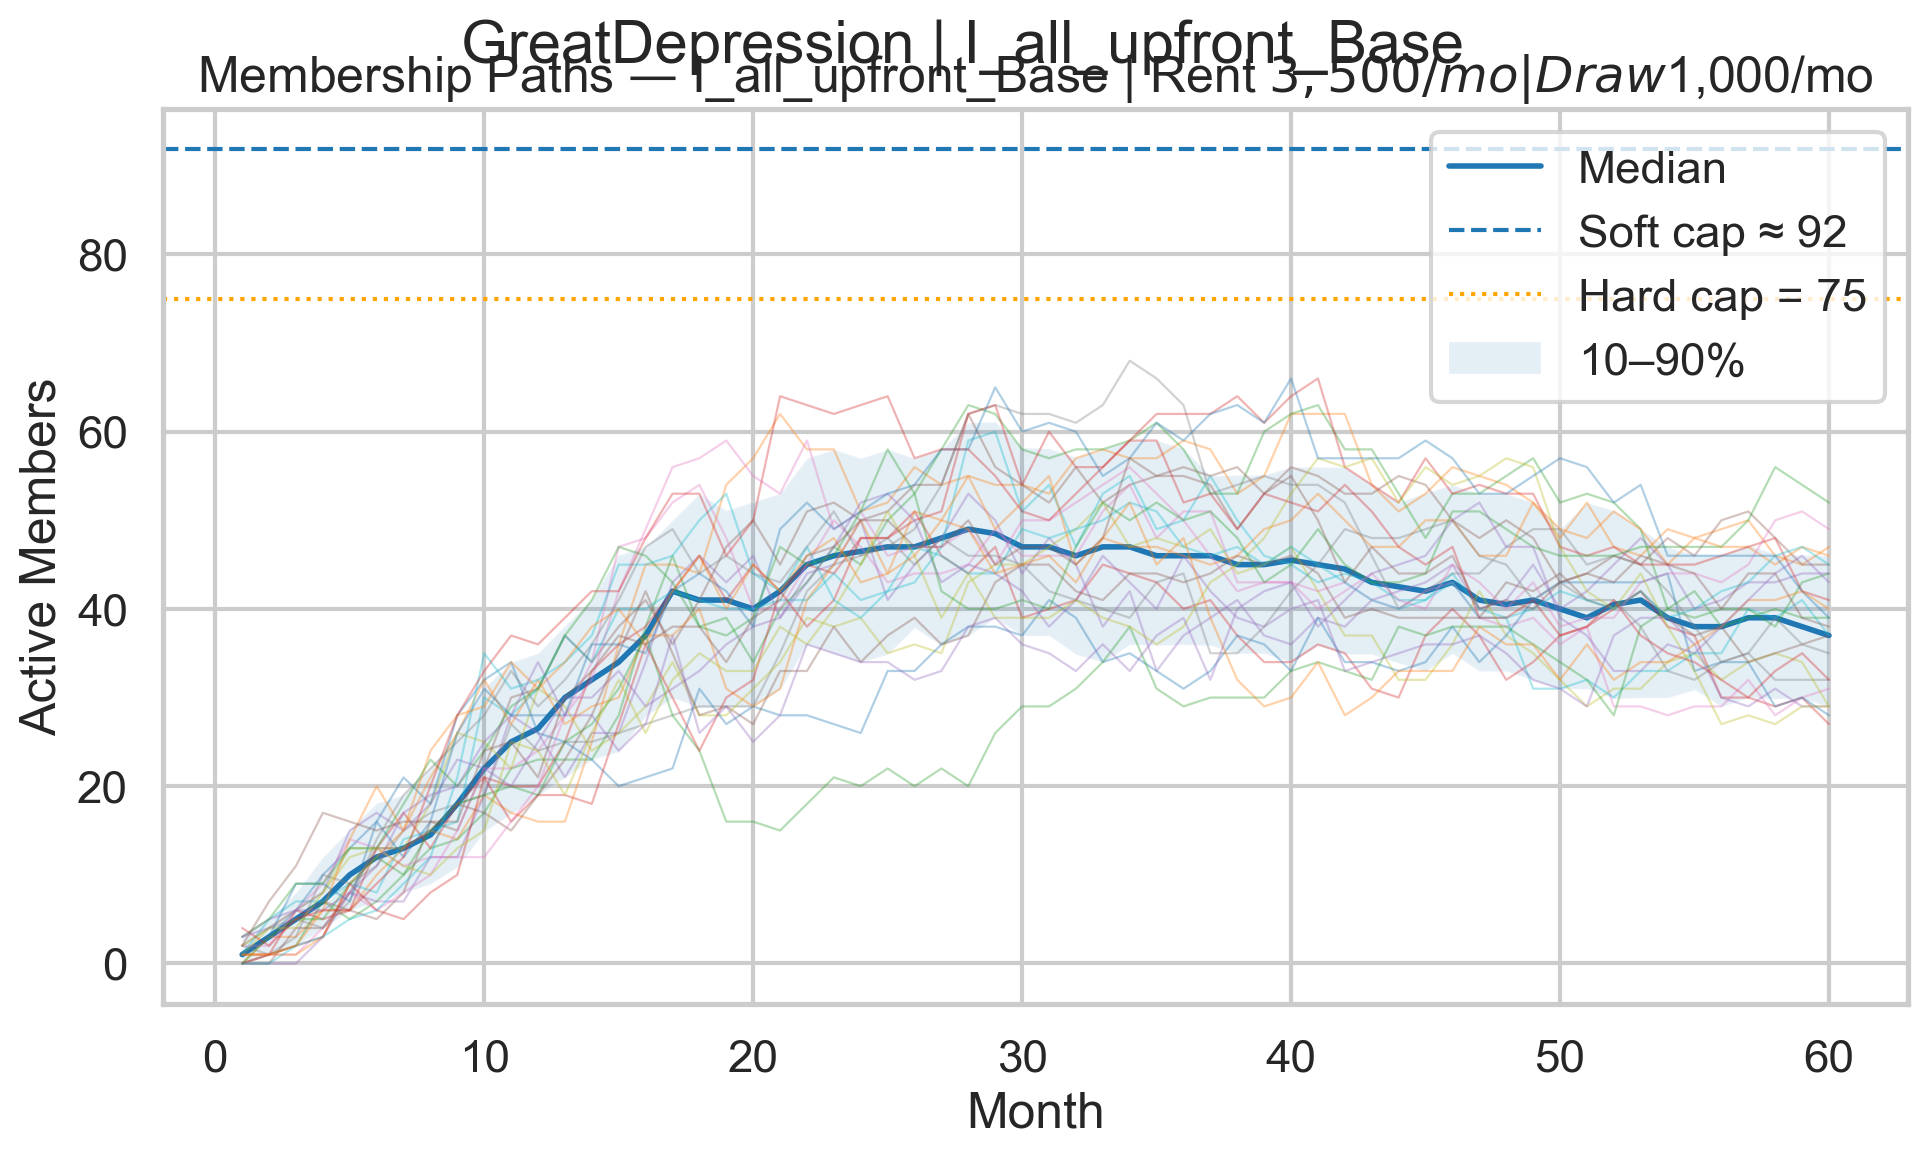 GreatDepression | I_all_upfront_Base
Membership Paths — I_all_upfront_Base | Rent 3,500/mo|Draw1,000/mo
Median
Soft cap ≈ 92
Hard cap = 75
10–90%
Active Members
80
60
40
20
0
0 10 20 30 40 50 60
Month